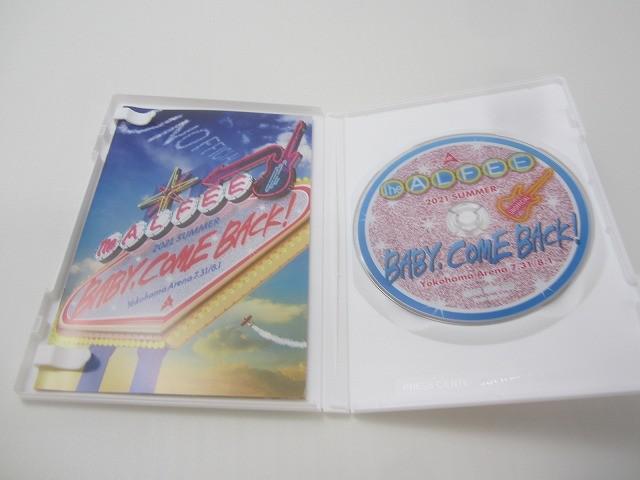 UNOFFICIAL
the ALFEE
2021 SUMMER
BABY, COME BACK!
Yokohama Arena 7.31/8.1
the ALFEE
2021 SUMMER
BABY, COME BACK!
Yokohama Arena 7.31/8.1